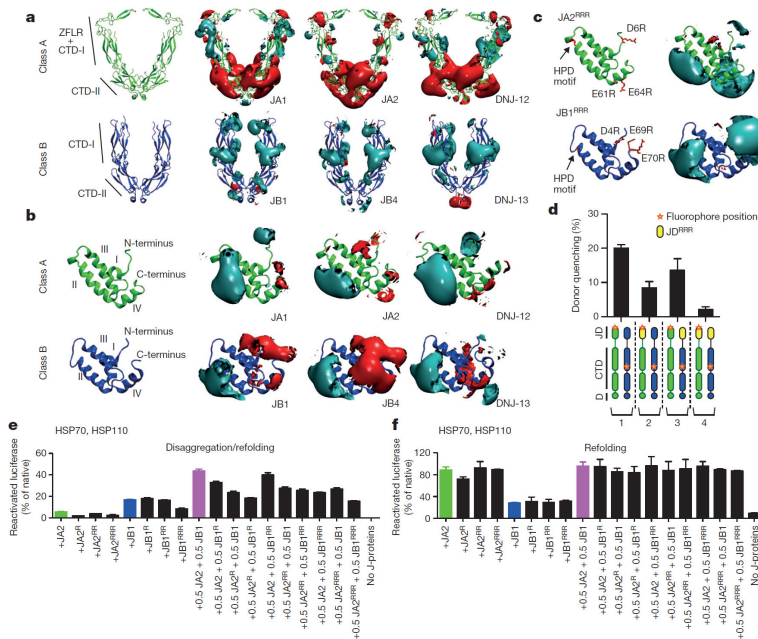 a
Class A
ZFLR
+
CTD-I
CTD-II
JA1
JA2
DNJ-12
Class B
CTD-I
CTD-II
JB1
JB4
DNJ-13
b
Class A
III
I
II
IV
N-terminus
C-terminus
JA1
JA2
DNJ-12
Class B
III
I
II
IV
N-terminus
C-terminus
JB1
JB4
DNJ-13
c
JA2RRR
D6R
HPD
motif
E61R
E64R
JB1RRR
D4R
E69R
HPD
motif
E70R
d
Fluorophore position
JDRRR
Donor quenching (%)
30
20
10
0
JD
CTD
D
1 2 3 4
e
HSP70, HSP110
Disaggregation/refolding
Reactivated luciferase
(% of native)
60
40
20
0
+JA2
+JA2R
+JA2RR
+JA2RRR
+JB1
+JB1R
+JB1RR
+JB1RRR
+0.5 JA2 + 0.5 JB1
+0.5 JA2 + 0.5 JB1R
+0.5 JA2R + 0.5 JB1
+0.5 JA2R + 0.5 JB1R
+0.5 JA2 + 0.5 JB1RR
+0.5 JA2RR + 0.5 JB1
+0.5 JA2RR + 0.5 JB1RR
+0.5 JA2 + 0.5 JB1RRR
+0.5 JA2RRR + 0.5 JB1
+0.5 JA2RRR + 0.5 JB1RRR
No J-proteins
f
HSP70, HSP110
Refolding
Reactivated luciferase
(% of native)
120
80
40
0
+JA2
+JA2R
+JA2RR
+JA2RRR
+JB1
+JB1R
+JB1RR
+JB1RRR
+0.5 JA2 + 0.5 JB1
+0.5 JA2 + 0.5 JB1R
+0.5 JA2R + 0.5 JB1
+0.5 JA2R + 0.5 JB1R
+0.5 JA2 + 0.5 JB1RR
+0.5 JA2RR + 0.5 JB1
+0.5 JA2RR + 0.5 JB1RR
+0.5 JA2 + 0.5 JB1RRR
+0.5 JA2RRR + 0.5 JB1
+0.5 JA2RRR + 0.5 JB1RRR
No J-proteins